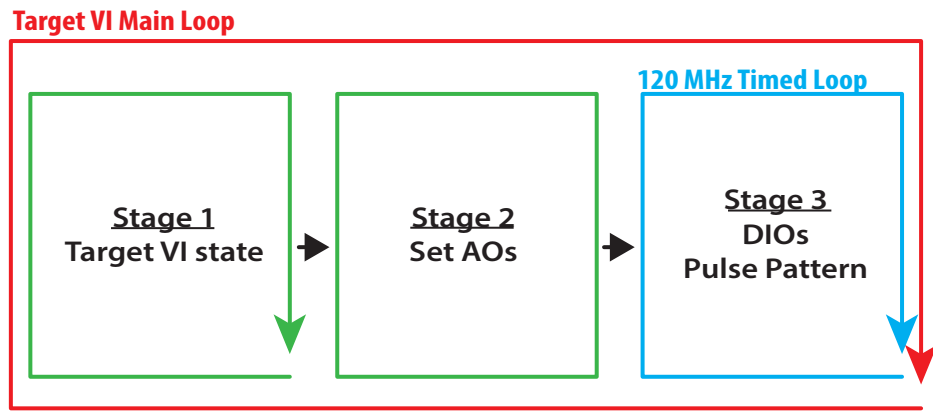 Target VI Main Loop
120 MHz Timed Loop
Stage 1
Target VI state
Stage 2
Set AOs
Stage 3
DIOs
Pulse Pattern